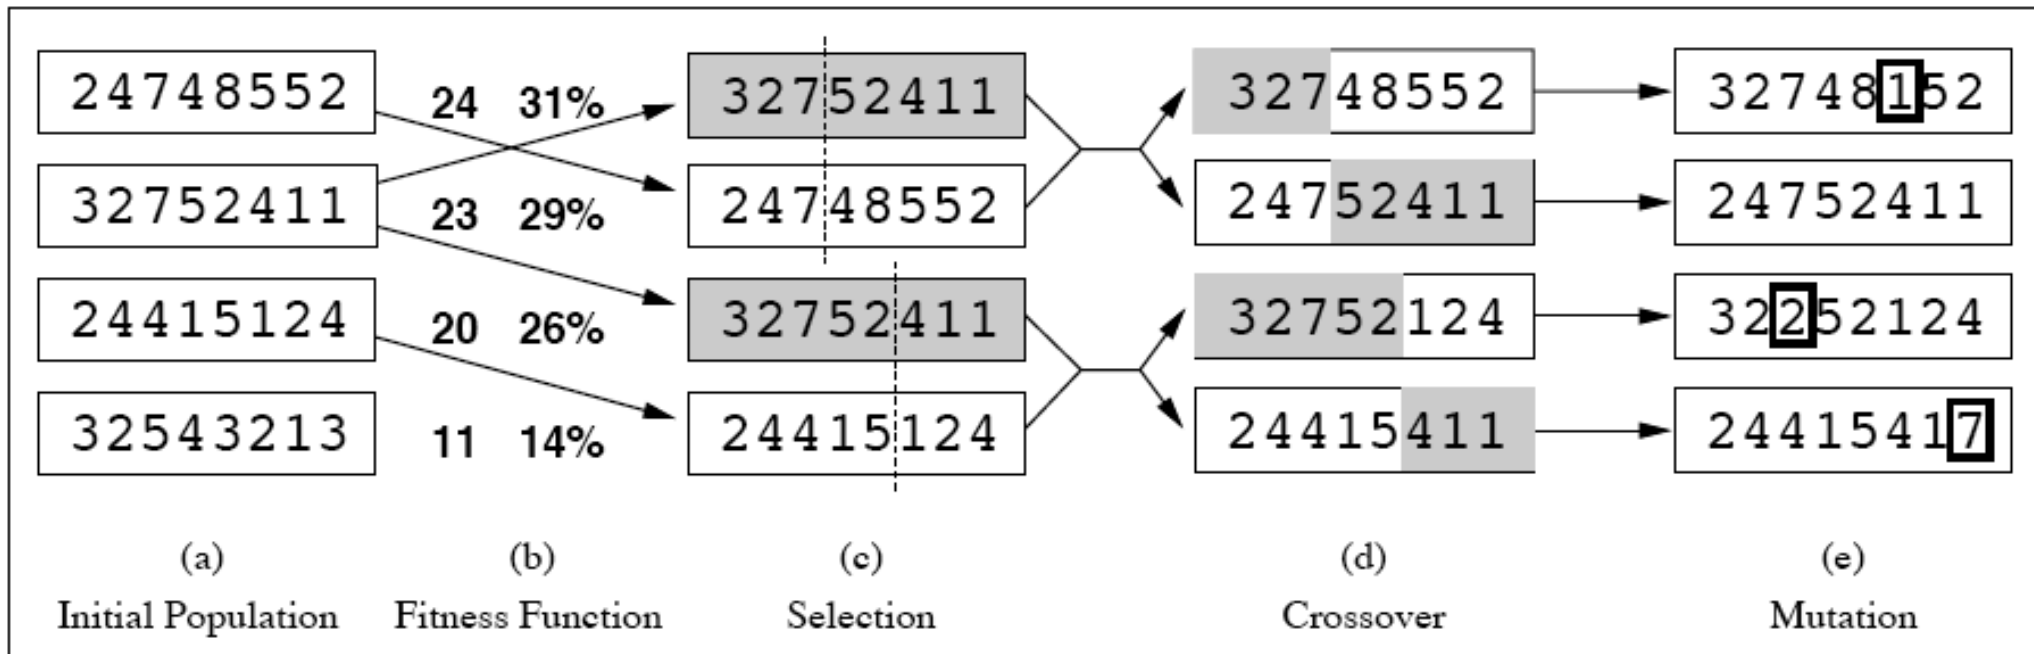 24748552 24 31% 32752411 32748552 32748152
32752411 23 29% 24748552 24752411 24752411
24415124 20 26% 32752411 32752124 32252124
32543213 11 14% 24415124 24415411 24415417
(a) (b) (c) (d) (e)
Initial Population Fitness Function Selection Crossover Mutation